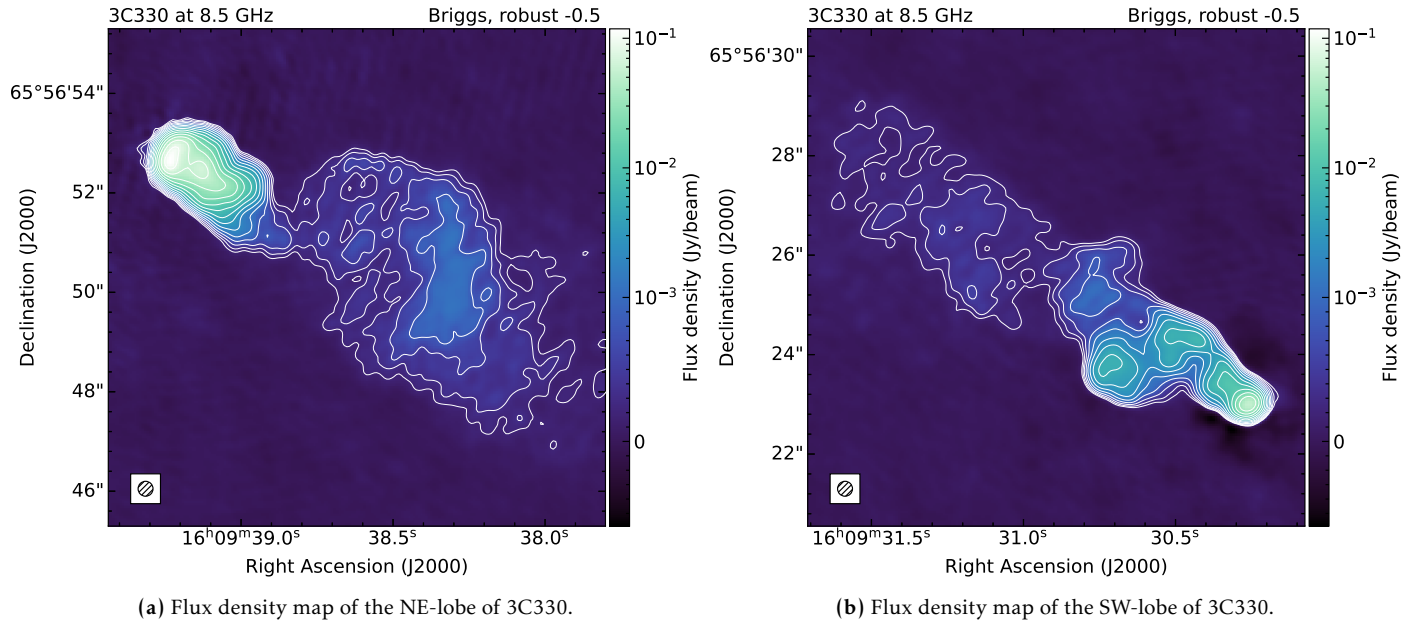 3C330 at 8.5 GHz Briggs, robust -0.5
65°56'54"
52"
50"
48"
46"
Declination (J2000)
16ʰ09ᵐ39.0ˢ 38.5ˢ 38.0ˢ
Right Ascension (J2000)
10⁻¹
10⁻²
10⁻³
0
Flux density (Jy/beam)
(a) Flux density map of the NE-lobe of 3C330.
3C330 at 8.5 GHz Briggs, robust -0.5
65°56'30"
28"
26"
24"
22"
Declination (J2000)
16ʰ09ᵐ31.5ˢ 31.0ˢ 30.5ˢ
Right Ascension (J2000)
10⁻¹
10⁻²
10⁻³
0
Flux density (Jy/beam)
(b) Flux density map of the SW-lobe of 3C330.